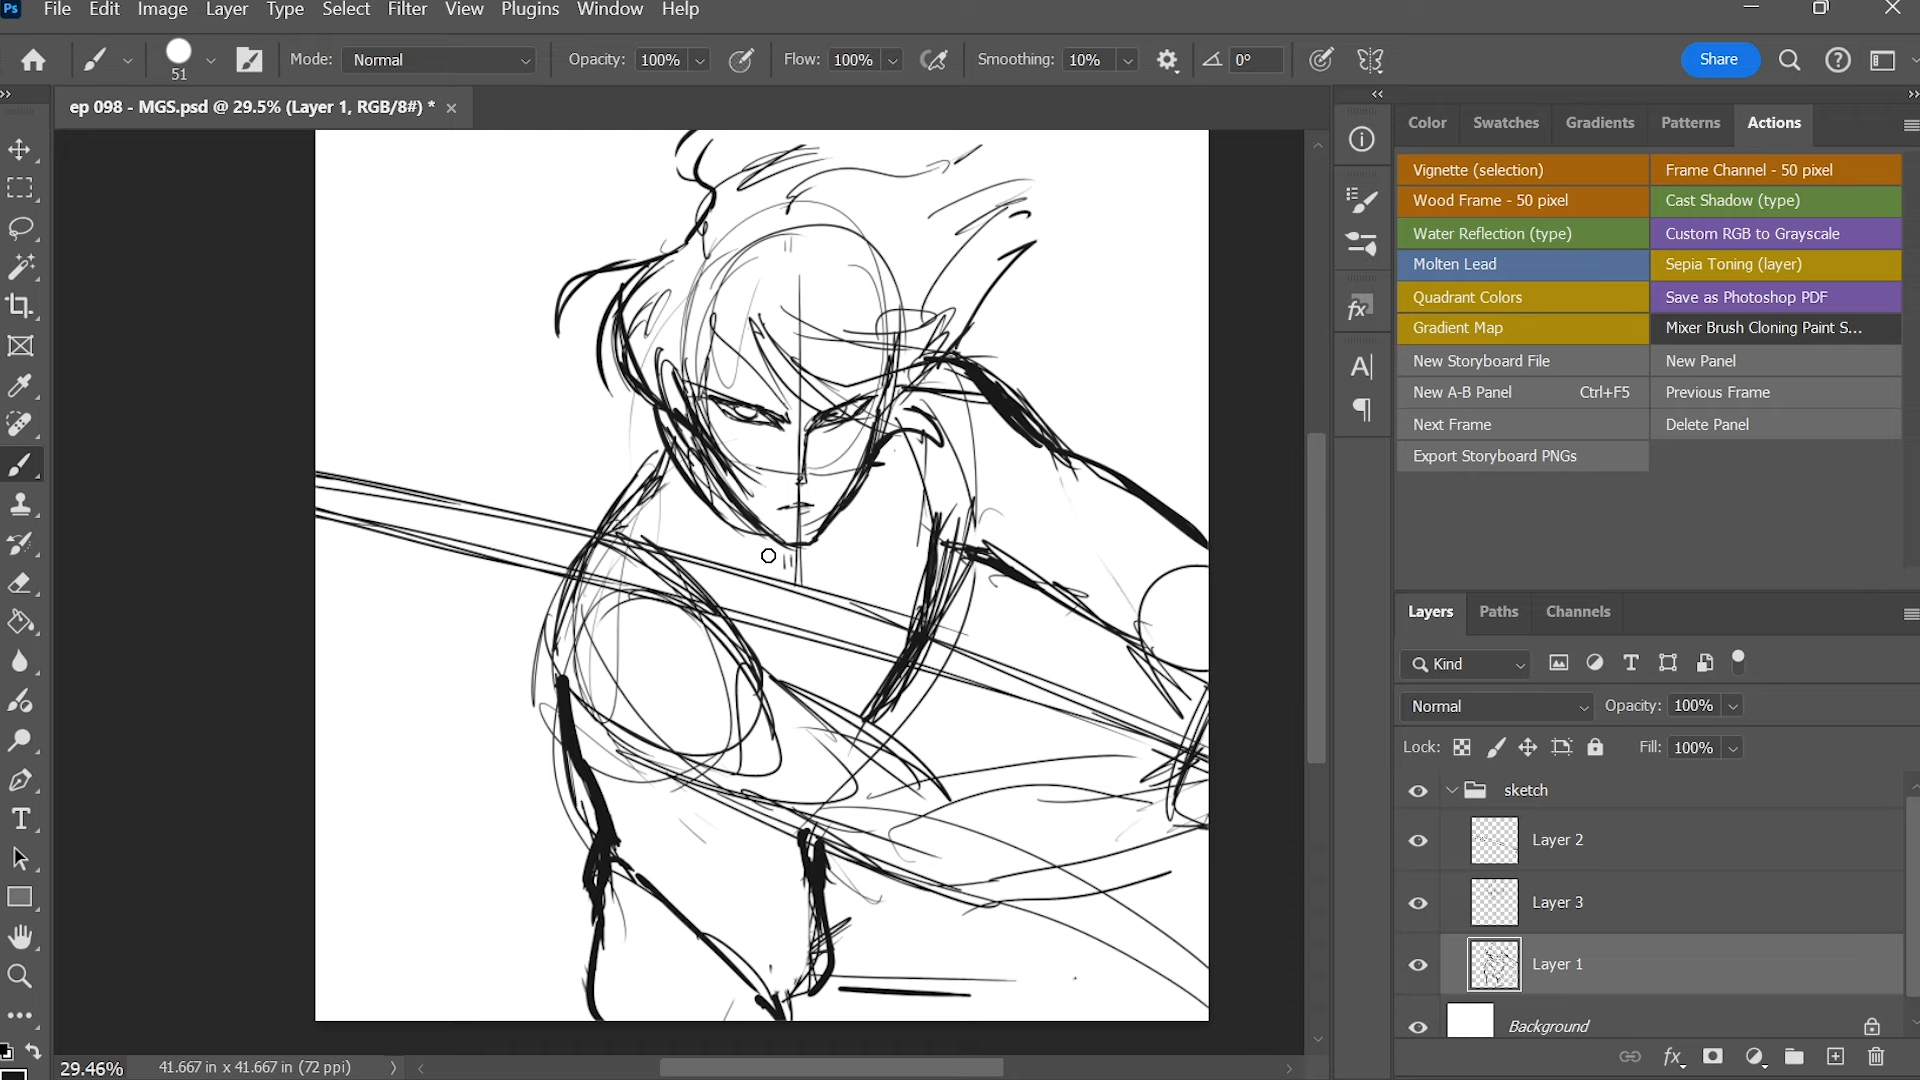 Ps File Edit Image Layer Type Select Filter View Plugins Window Help
51 Mode: Normal Opacity: 100% Flow: 100% Smoothing: 10% 0° Share
ep 098 - MGS.psd @ 29.5% (Layer 1, RGB/8#) *
Color Swatches Gradients Patterns Actions
Vignette (selection) Frame Channel - 50 pixel
Wood Frame - 50 pixel Cast Shadow (type)
Water Reflection (type) Custom RGB to Grayscale
Molten Lead Sepia Toning (layer)
Quadrant Colors Save as Photoshop PDF
Gradient Map Mixer Brush Cloning Paint S...
New Storyboard File New Panel
New A-B Panel Ctrl+F5 Previous Frame
Next Frame Delete Panel
Export Storyboard PNGs
Layers Paths Channels
Kind
Normal Opacity: 100%
Lock: Fill: 100%
sketch
Layer 2
Layer 3
Layer 1
Background
29.46% 41.667 in x 41.667 in (72 ppi)